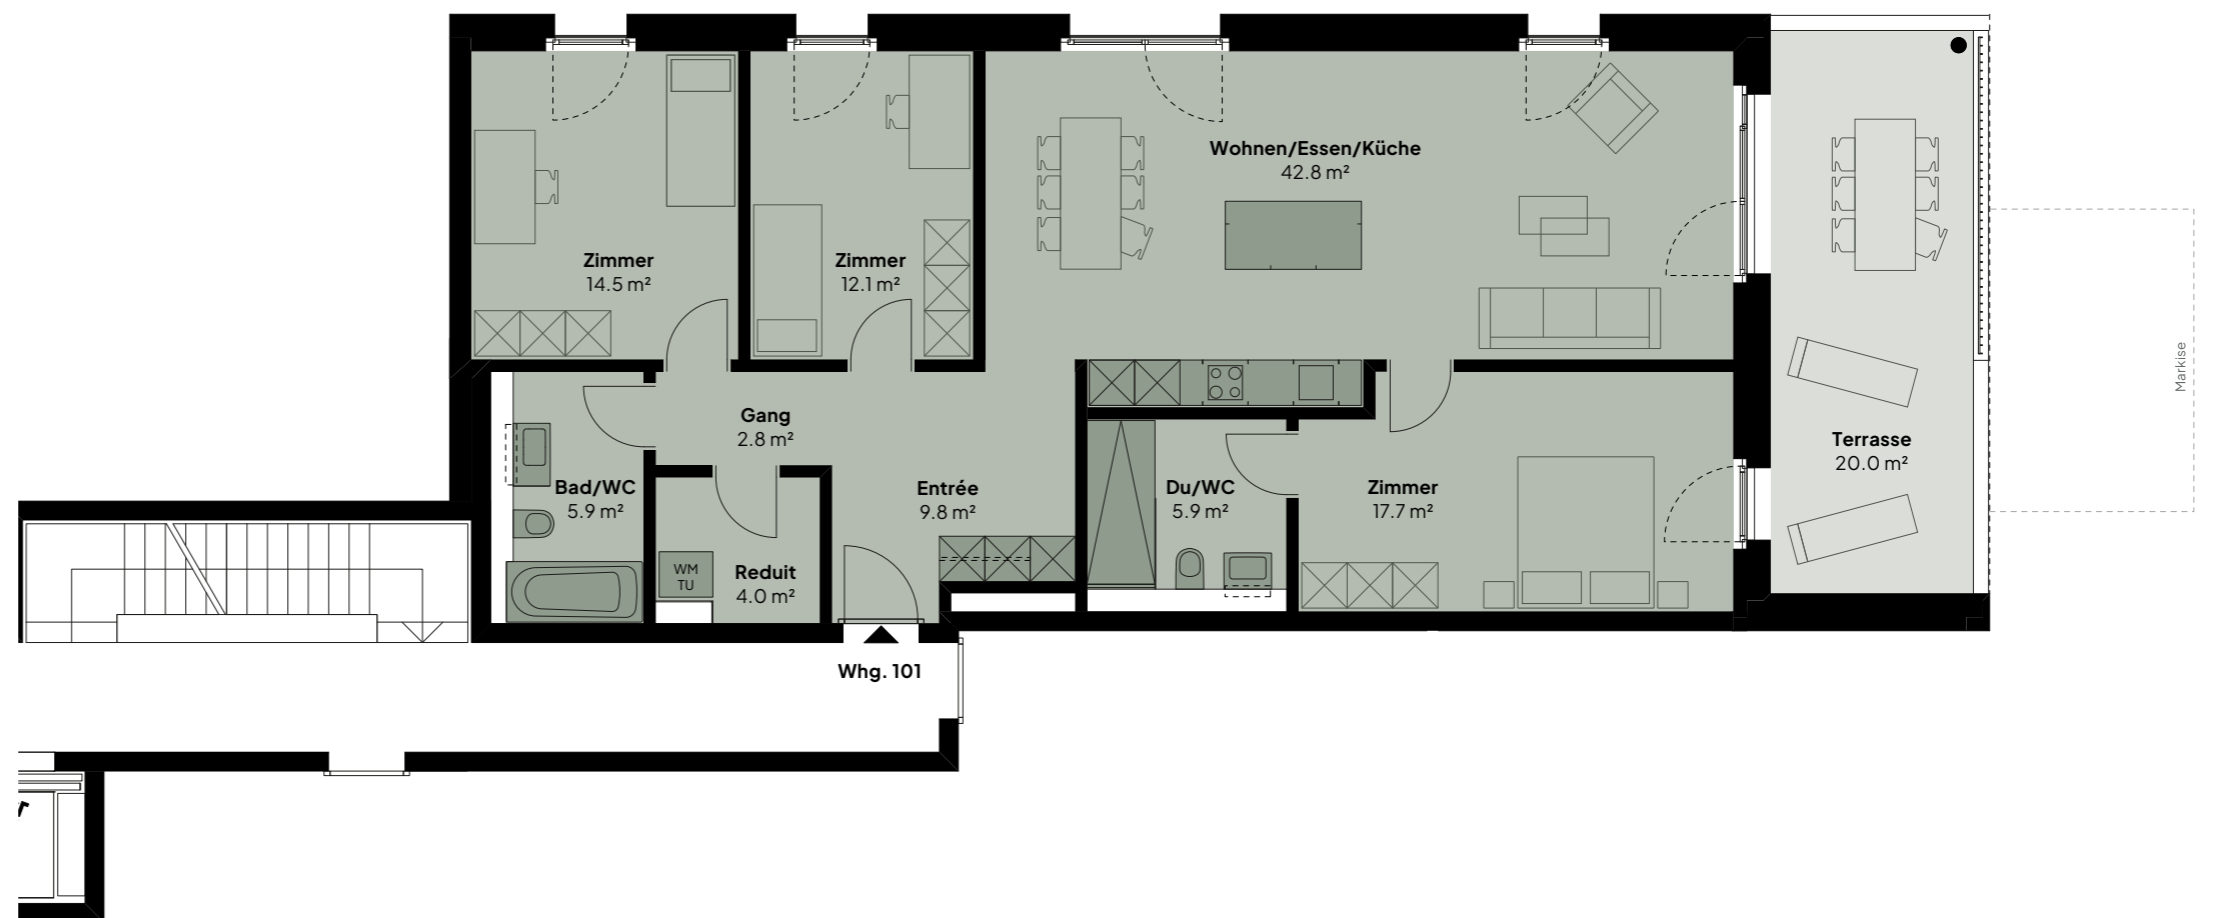 Wohnen/Essen/Küche
42.8 m²
Zimmer
14.5 m²
Zimmer
12.1 m²
Markise
Gang
2.8 m²
Terrasse
20.0 m²
Bad/WC
5.9 m²
Entrée
9.8 m²
Du/WC
5.9 m²
Zimmer
17.7 m²
WM
TU
Reduit
4.0 m²
Whg. 101